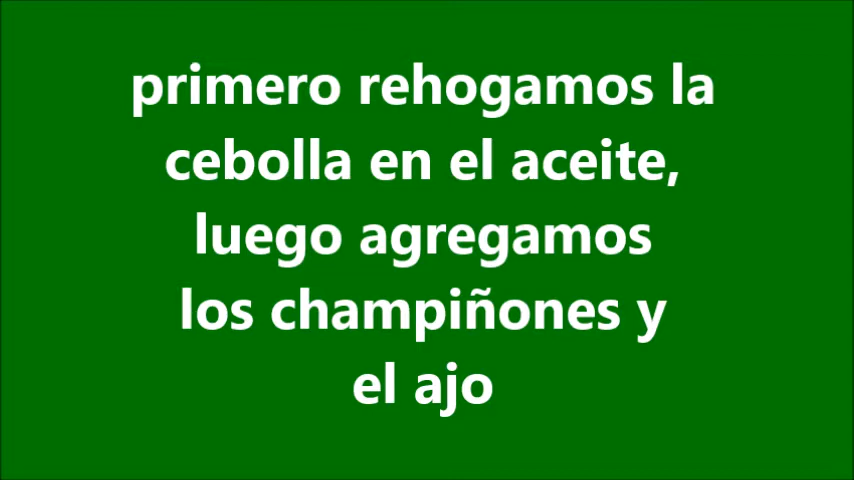 primero rehogamos la
cebolla en el aceite,
luego agregamos
los champiñones y
el ajo